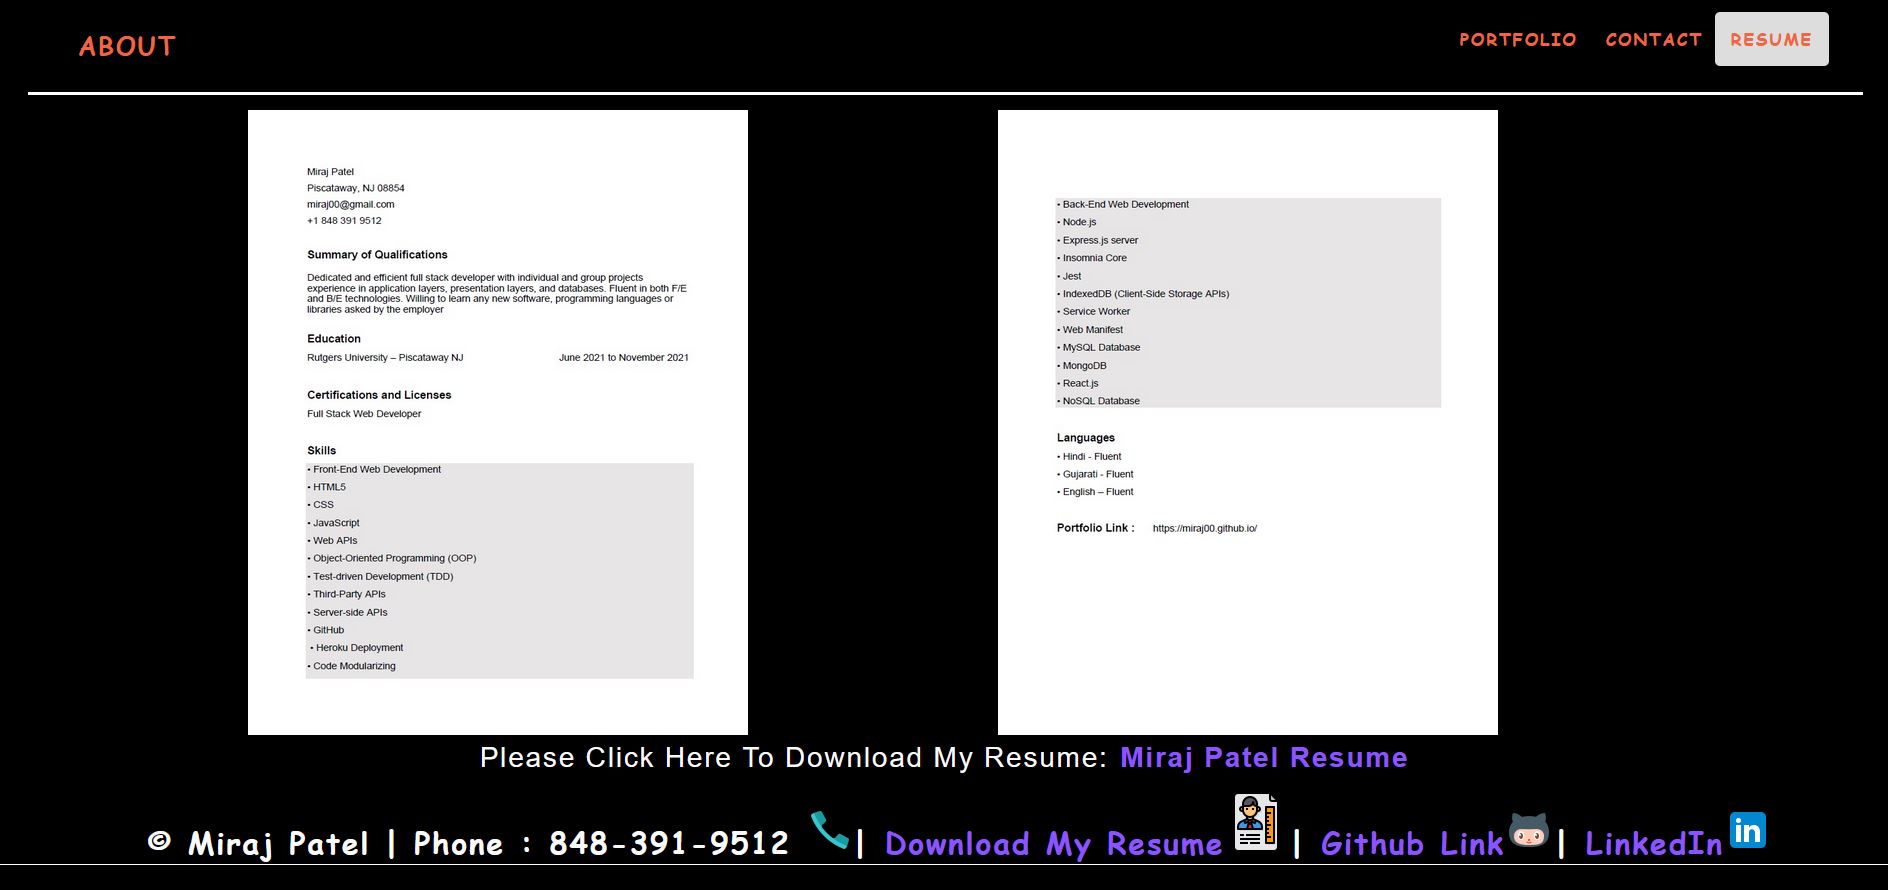 ABOUT
PORTFOLIO CONTACT RESUME
Miraj Patel
Piscataway, NJ 08854
miraj00@gmail.com
+1 848 391 9512
Summary of Qualifications
Dedicated and efficient full stack developer with individual and group projects
experience in application layers, presentation layers, and databases. Fluent in both F/E
and B/E technologies. Willing to learn any new software, programming languages or
libraries asked by the employer
Education
Rutgers University – Piscataway NJ June 2021 to November 2021
Certifications and Licenses
Full Stack Web Developer
Skills
• Front-End Web Development
• HTML5
• CSS
• JavaScript
• Web APIs
• Object-Oriented Programming (OOP)
• Test-driven Development (TDD)
• Third-Party APIs
• Server-side APIs
• GitHub
• Heroku Deployment
• Code Modularizing
• Back-End Web Development
• Node.js
• Express.js server
• Insomnia Core
• Jest
• IndexedDB (Client-Side Storage APIs)
• Service Worker
• Web Manifest
• MySQL Database
• MongoDB
• React.js
• NoSQL Database
Languages
• Hindi - Fluent
• Gujarati - Fluent
• English – Fluent
Portfolio Link : https://miraj00.github.io/
Please Click Here To Download My Resume: Miraj Patel Resume
© Miraj Patel | Phone : 848-391-9512 | Download My Resume | Github Link | LinkedIn in